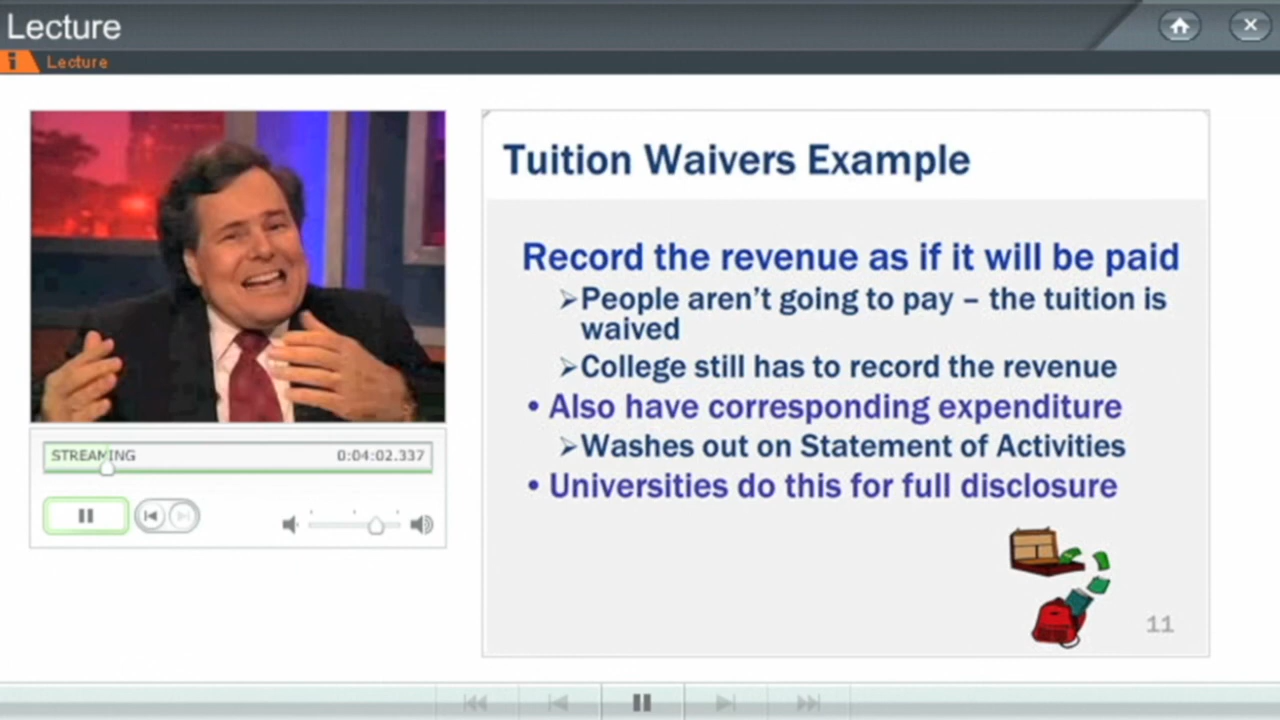 Lecture
i Lecture
Tuition Waivers Example
Record the revenue as if it will be paid
➢People aren't going to pay – the tuition is
waived
➢College still has to record the revenue
• Also have corresponding expenditure
➢Washes out on Statement of Activities
• Universities do this for full disclosure
STREAMING 0:04:02.337
11